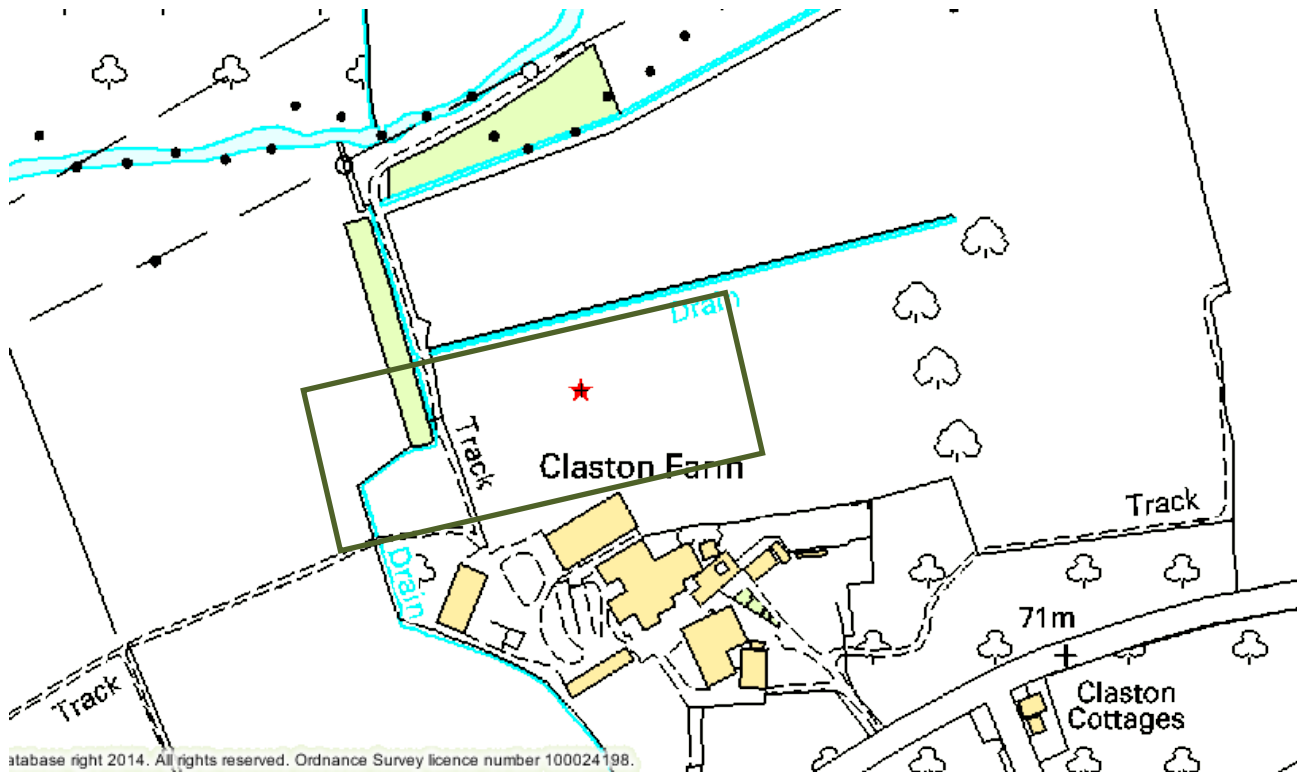 Drain
Track
Claston Farm
Track
Drain
71m
Track
Claston
Cottages
atabase right 2014. All rights reserved. Ordnance Survey licence number 100024198.